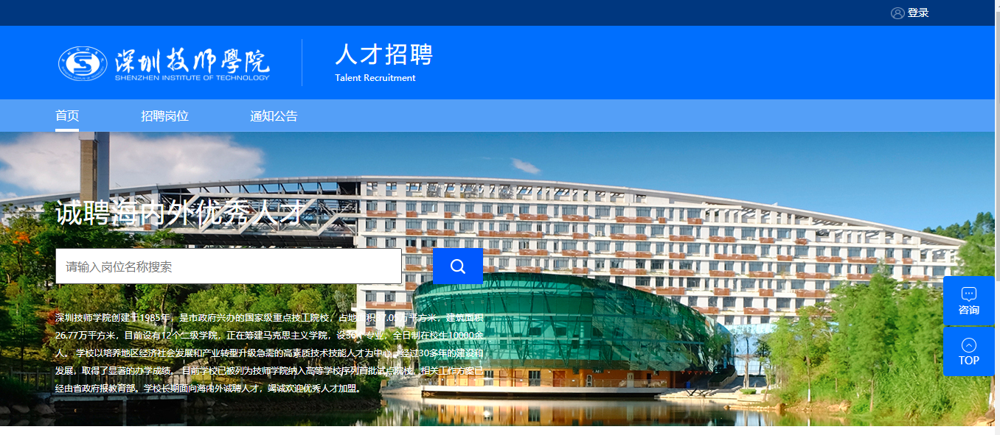 登录
深圳技师學院
SHENZHEN INSTITUTE OF TECHNOLOGY
人才招聘
Talent Recruitment
首页 招聘岗位 通知公告
诚聘海内外优秀人才
请输入岗位名称搜索
深圳技师学院创建于1985年，是市政府兴办的国家级重点技工院校，占地面积37.05万平方米，建筑面积
26.77万平方米，目前设有12个二级学院，正在筹建马克思主义学院，设36个专业，全日制在校生10000余
人。 学校以培养地区经济社会发展和产业转型升级急需的高素质技术技能人才为中心，经过30多年的建设和
发展，取得了显著的办学成绩。 目前学校已被列为技师学院纳入高等学校序列首批试点院校，相关工作方案已
经由省政府报教育部。学校长期面向海内外诚聘人才，竭诚欢迎优秀人才加盟。
咨询
TOP